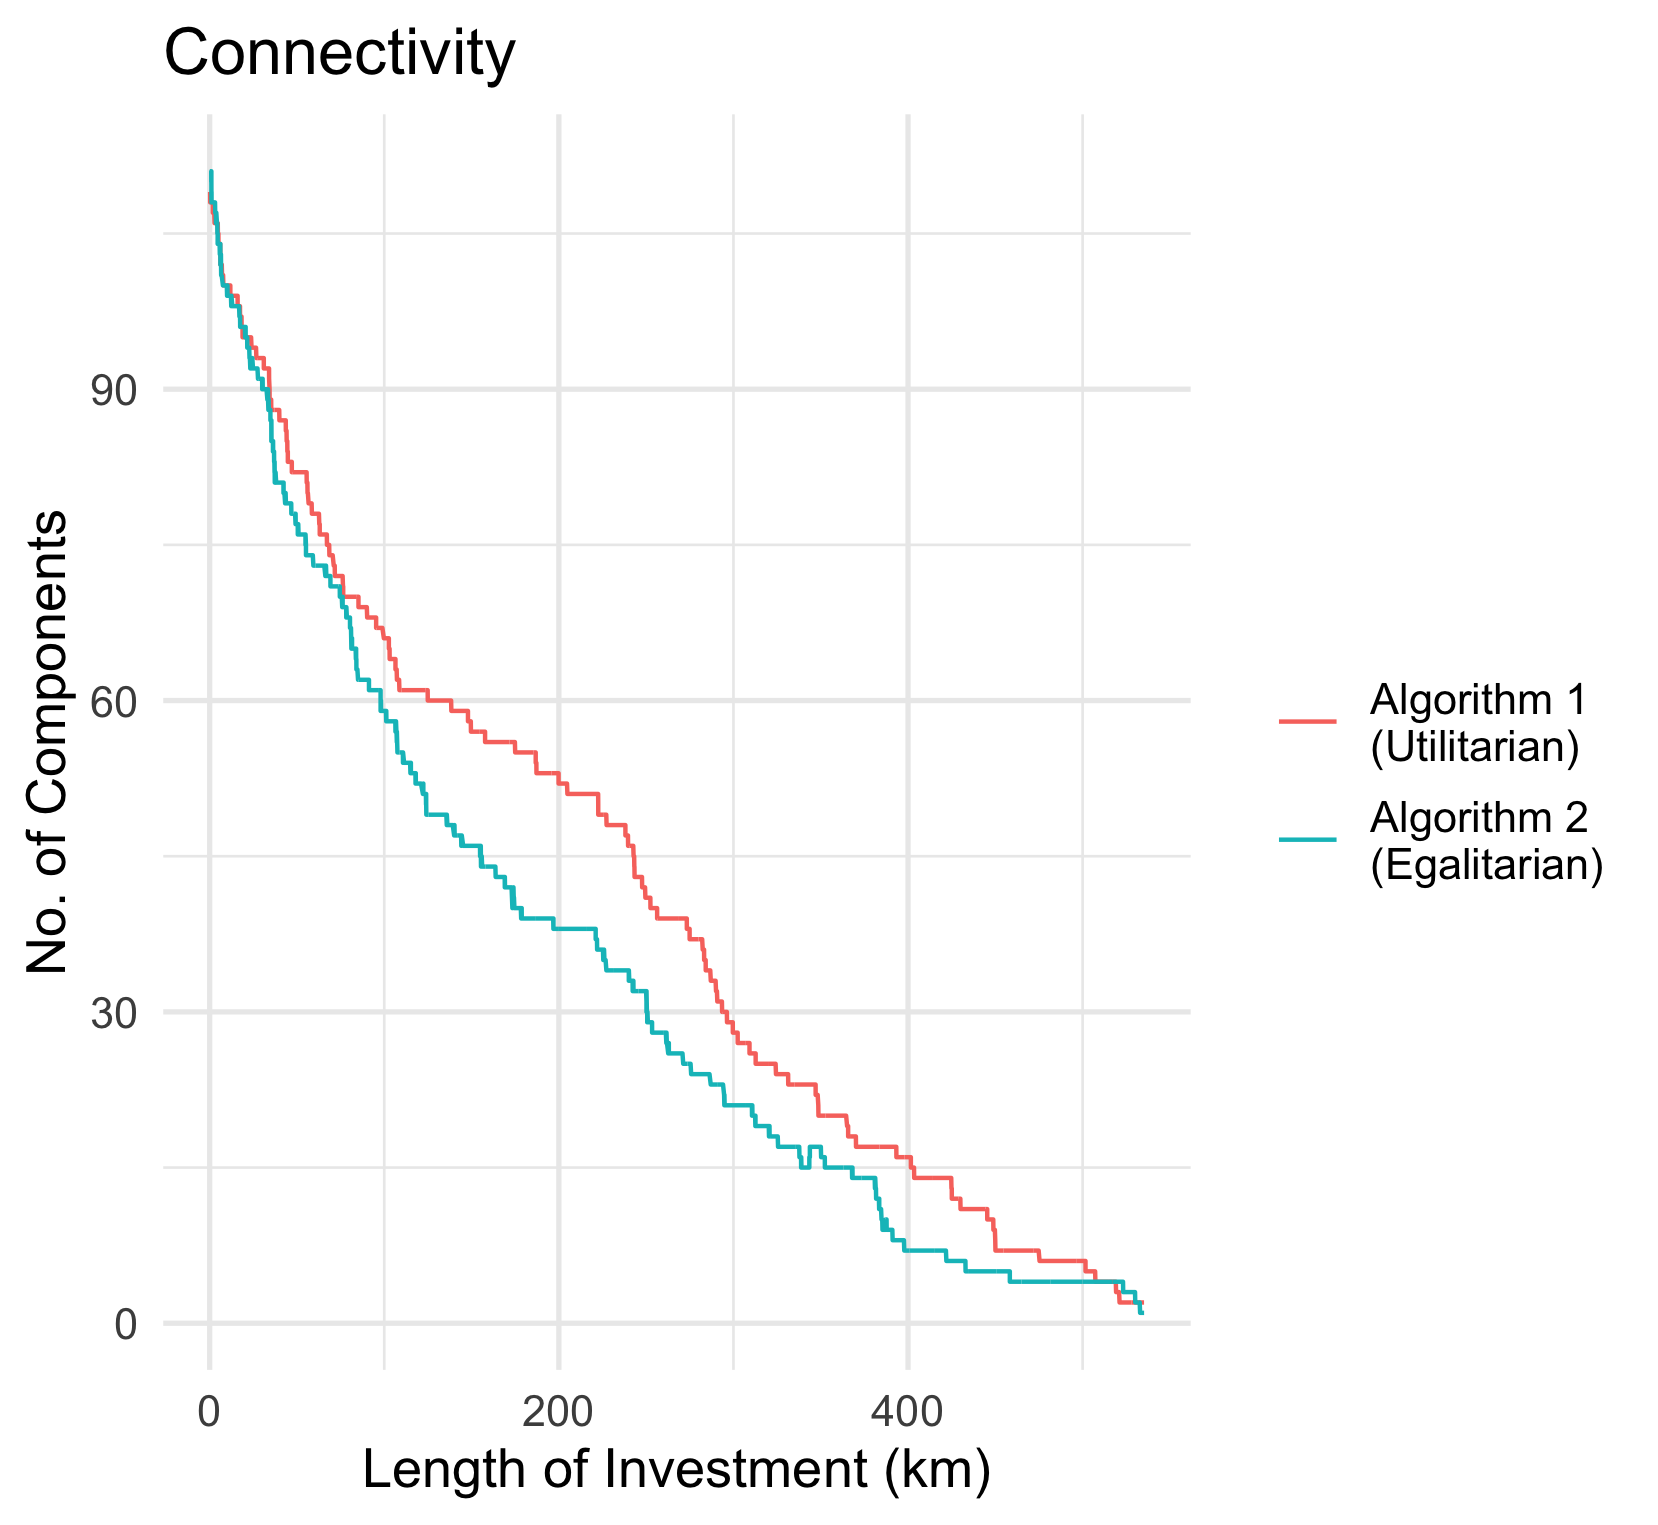 Connectivity
No. of Components
90
60
30
0
0
200
400
Length of Investment (km)
Algorithm 1
(Utilitarian)
Algorithm 2
(Egalitarian)